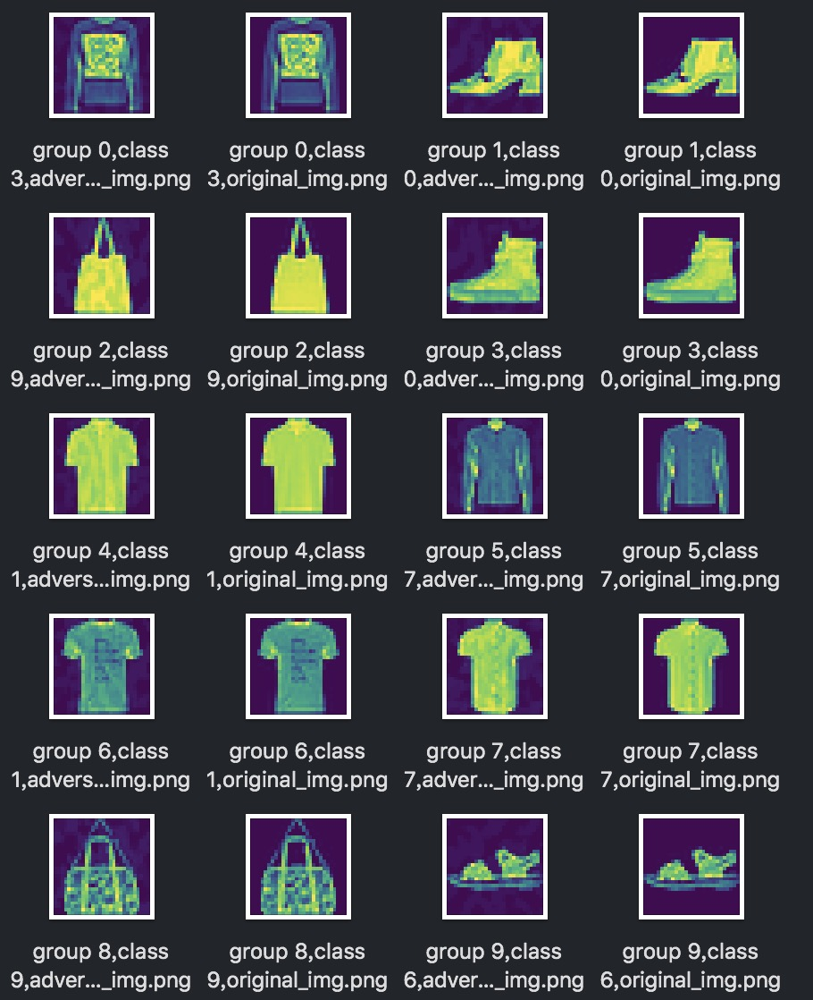 group 0,class
3,adver..._img.png
group 0,class
3,original_img.png
group 1,class
0,adver..._img.png
group 1,class
0,original_img.png
group 2,class
9,adver..._img.png
group 2,class
9,original_img.png
group 3,class
0,adver..._img.png
group 3,class
0,original_img.png
group 4,class
1,advers...img.png
group 4,class
1,original_img.png
group 5,class
7,adver..._img.png
group 5,class
7,original_img.png
group 6,class
1,advers...img.png
group 6,class
1,original_img.png
group 7,class
7,adver..._img.png
group 7,class
7,original_img.png
group 8,class
9,adver..._img.png
group 8,class
9,original_img.png
group 9,class
6,adver..._img.png
group 9,class
6,original_img.png